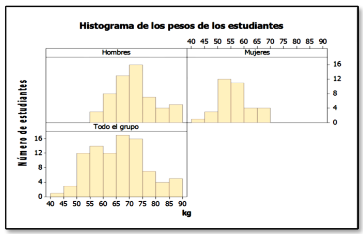 Histograma de los pesos de los estudiantes
40 45 50 55 60 65 70 75 80 85 90
Hombres
Mujeres
16
12
8
4
0
Número de estudiantes
Todo el grupo
16
12
8
4
0
40 45 50 55 60 65 70 75 80 85 90
kg